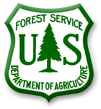 FOREST SERVICE
U S
DEPARTMENT OF AGRICULTURE